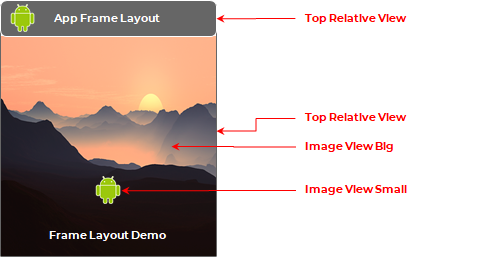 App Frame Layout
Top Relative View
Top Relative View
Image View Big
Image View Small
Frame Layout Demo